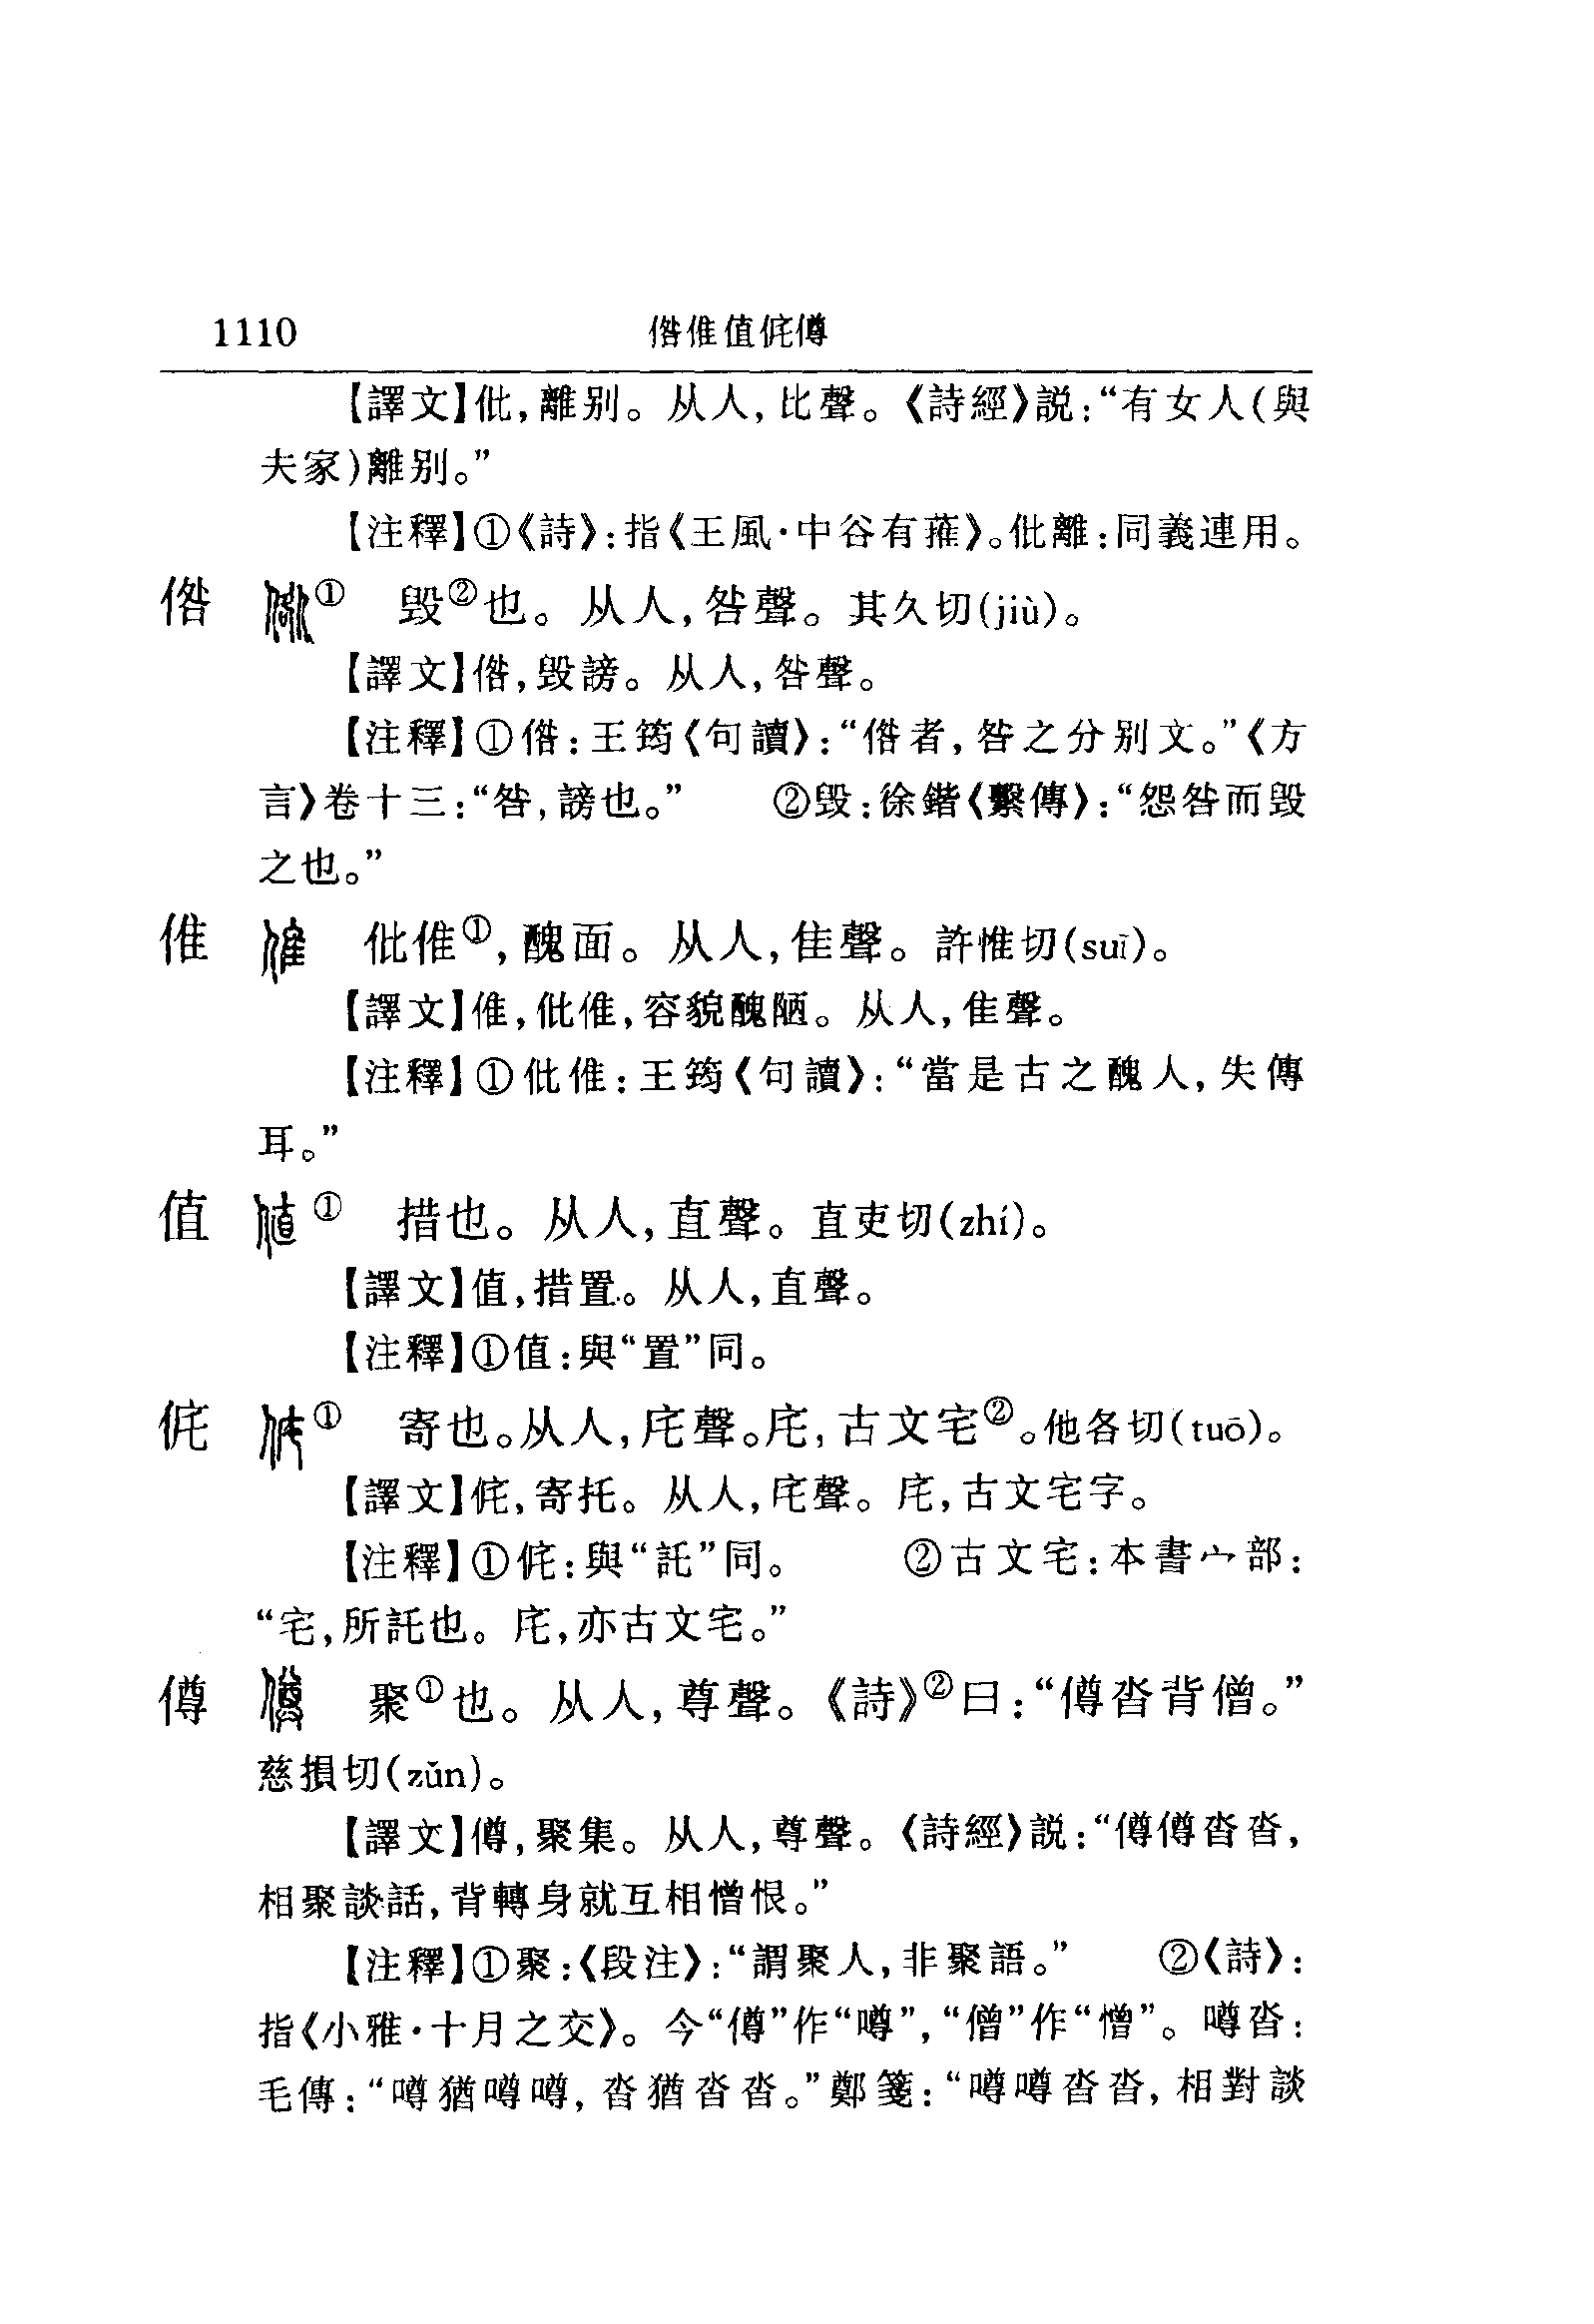 1110 倃倠值侂僔
【譯文】仳，離别。从人，比聲。《詩經》説：“有女人(與
夫家)離别。”
【注釋】①《詩》：指《王風·中谷有蓷》。仳離：同義連用。
倃 ① 毁②也。从人，咎聲。其久切(jiù)。
【譯文】倃，毁謗。从人，咎聲。
【注釋】①倃：王筠《句讀》：“倃者，咎之分别文。”《方
言》卷十三：“咎，謗也。” ②毁：徐鍇《繫傳》：“怨咎而毁
之也。”
倠 仳倠①，醜面。从人，隹聲。許惟切(suī)。
【譯文】倠，仳倠，容貌醜陋。从人，隹聲。
【注釋】①仳倠：王筠《句讀》：“當是古之醜人，失傳
耳。”
值 ① 措也。从人，直聲。直吏切(zhí)。
【譯文】值，措置。从人，直聲。
【注釋】①值：與“置”同。
侂 ① 寄也。从人，㡯聲。㡯，古文宅②。他各切(tuō)。
【譯文】侂，寄托。从人，㡯聲。㡯，古文宅字。
【注釋】①侂：與“託”同。 ②古文宅：本書宀部：
“宅，所託也。㡯，亦古文宅。”
僔 聚①也。从人，尊聲。《詩》②曰：“僔沓背僧。”
慈損切(zǔn)。
【譯文】僔，聚集。从人，尊聲。《詩經》説：“僔僔沓沓，
相聚談話，背轉身就互相憎恨。”
【注釋】①聚：《段注》：“謂聚人，非聚語。” ②《詩》：
指《小雅·十月之交》。今“僔”作“噂”，“僧”作“憎”。噂沓：
毛傳：“噂猶噂噂，沓猶沓沓。”鄭箋：“噂噂沓沓，相對談